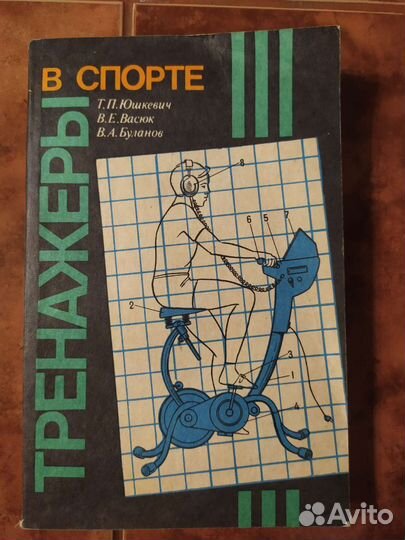 В СПОРТЕ
Т.П.Юшкевич
В.Е.Васюк
В.А.Буланов
ТРЕНАЖЕРЫ
8
6
5
7
2
3
1
4
Avito